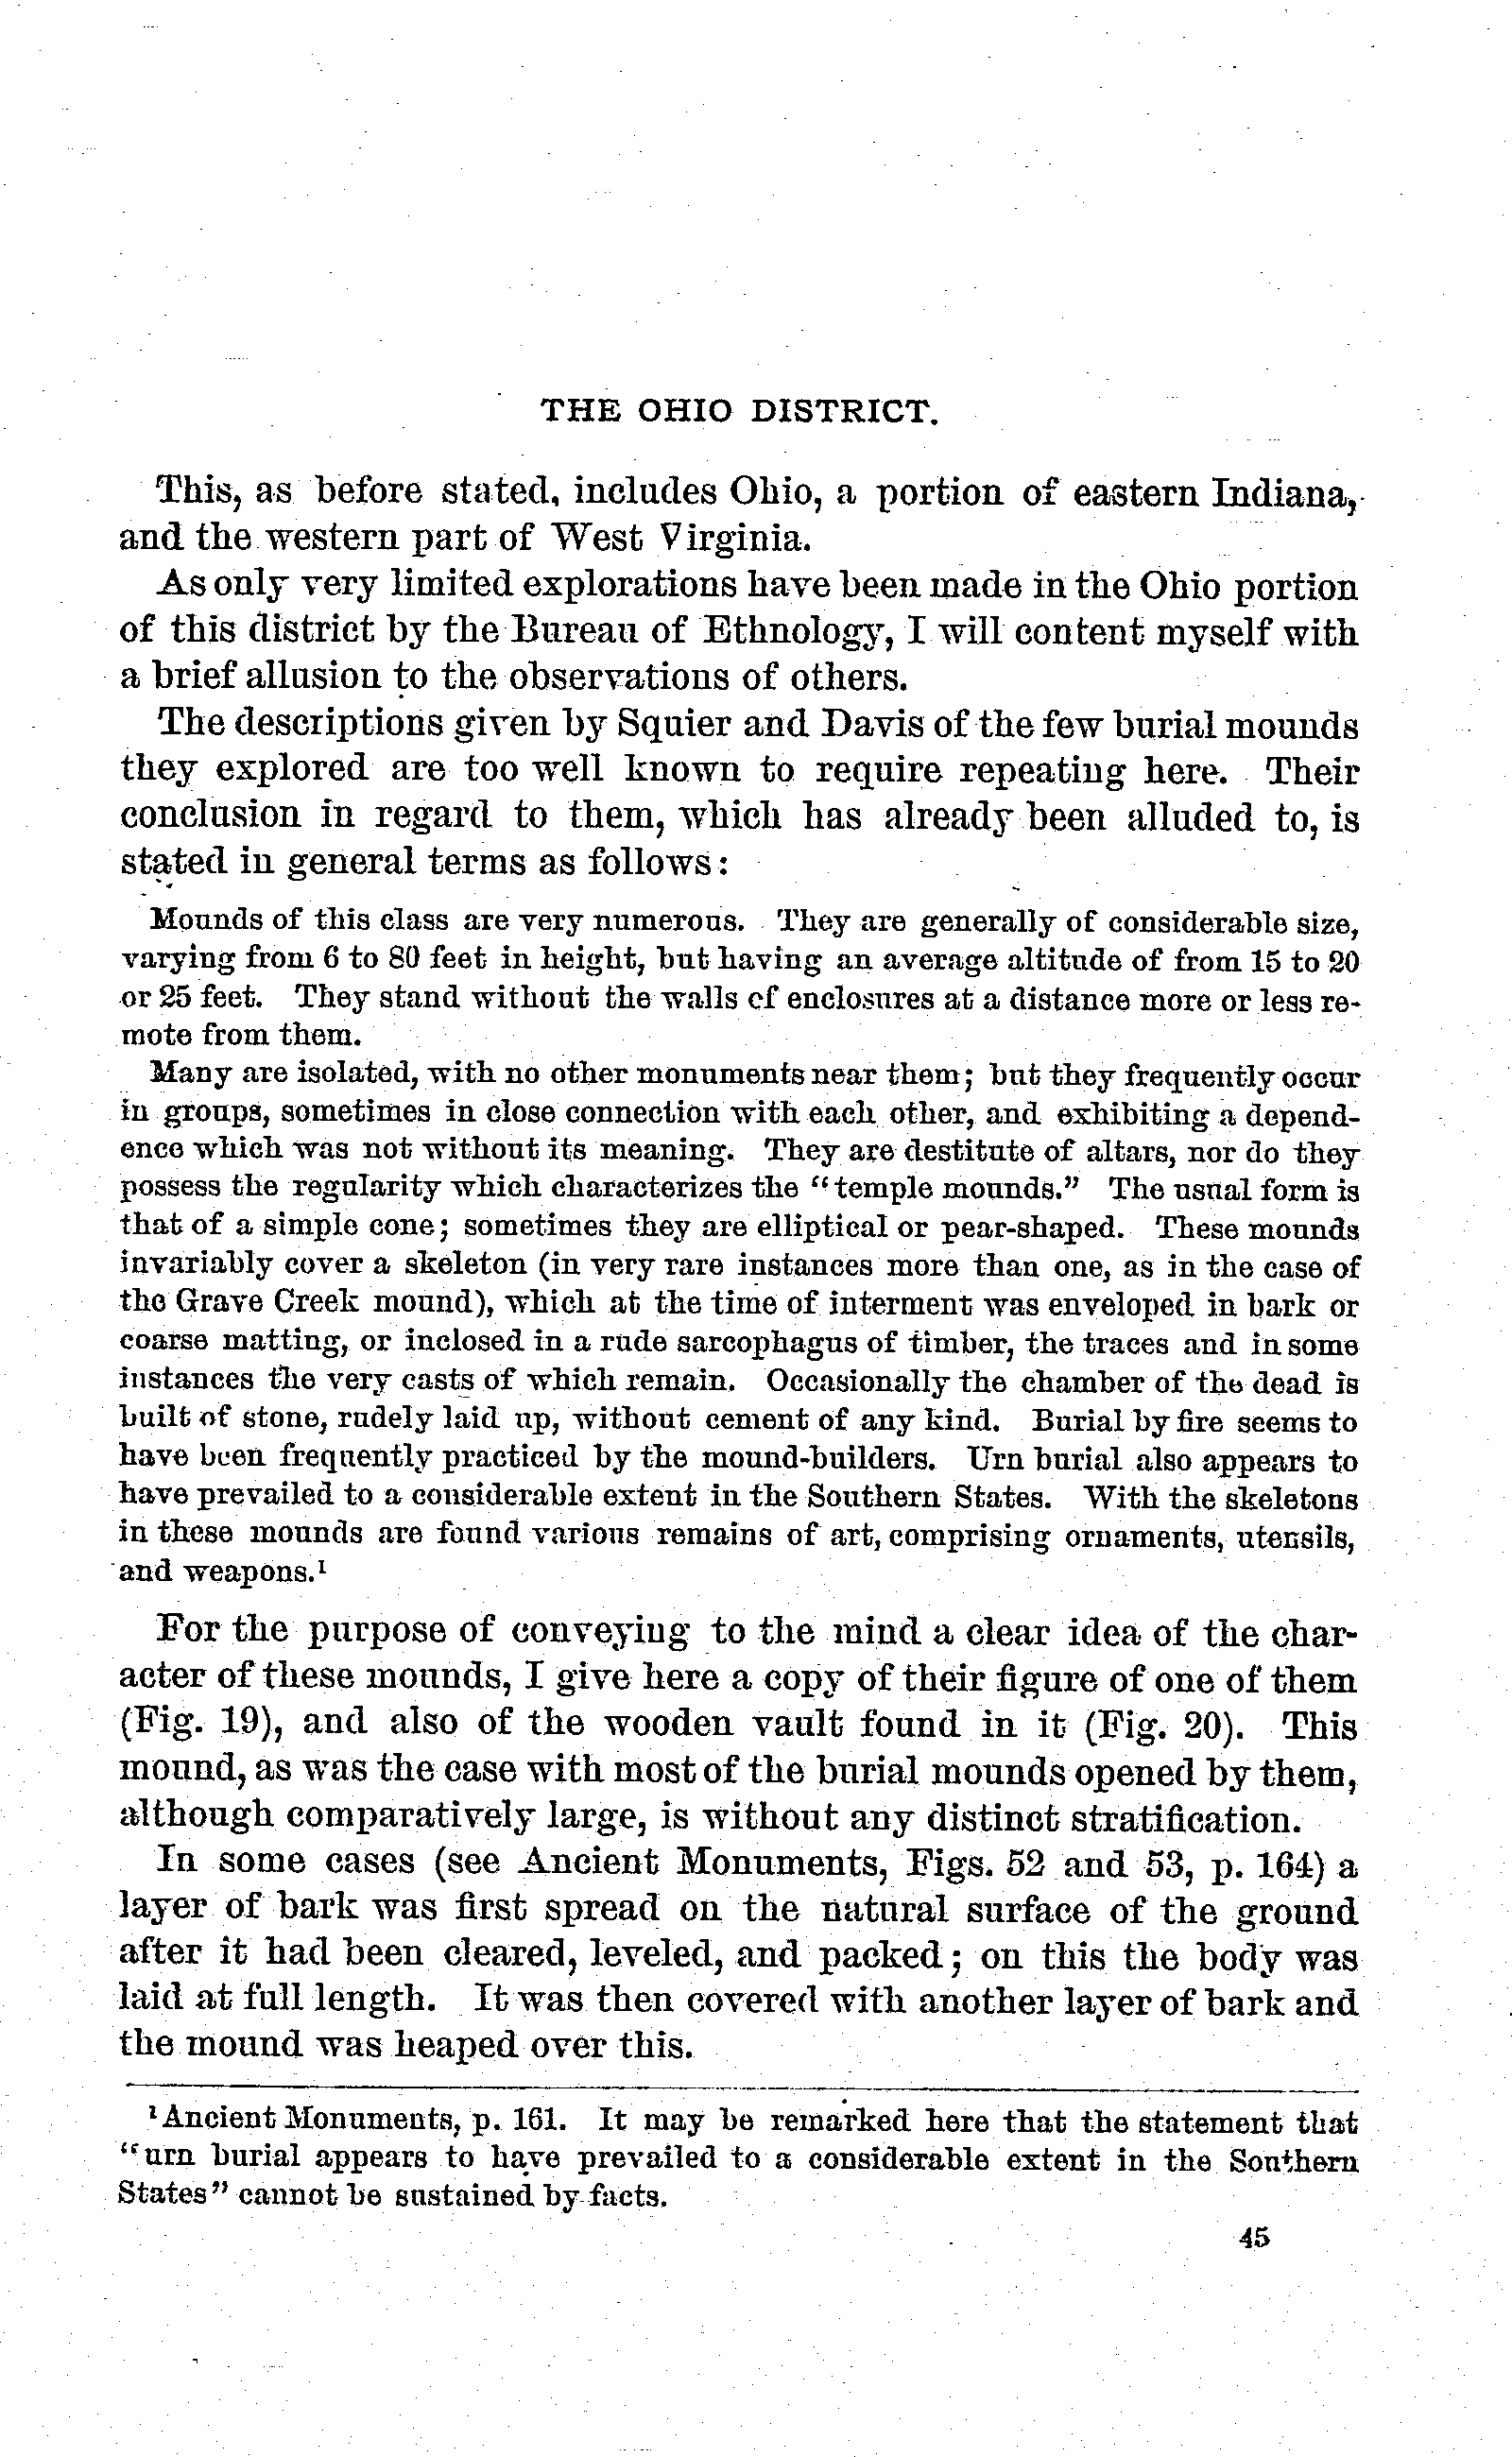 THE OHIO DISTRICT.
This, as before stated, includes Ohio, a portion of eastern Indiana,
and the western part of West Virginia.
As only very limited explorations have been made in the Ohio portion
of this district by the Bureau of Ethnology, I will content myself with
a brief allusion to the observations of others.
The descriptions given by Squier and Davis of the few burial mounds
they explored are too well known to require repeating here. Their
conclusion in regard to them, which has already been alluded to, is
stated in general terms as follows:
Mounds of this class are very numerous. They are generally of considerable size,
varying from 6 to 80 feet in height, but having an average altitude of from 15 to 20
or 25 feet. They stand without the walls of enclosures at a distance more or less re-
mote from them.
Many are isolated, with no other monuments near them; but they frequently occur
in groups, sometimes in close connection with each other, and exhibiting a depend-
ence which was not without its meaning. They are destitute of altars, nor do they
possess the regularity which characterizes the "temple mounds." The usual form is
that of a simple cone; sometimes they are elliptical or pear-shaped. These mounds
invariably cover a skeleton (in very rare instances more than one, as in the case of
the Grave Creek mound), which at the time of interment was enveloped in bark or
coarse matting, or inclosed in a rude sarcophagus of timber, the traces and in some
instances the very casts of which remain. Occasionally the chamber of the dead is
built of stone, rudely laid up, without cement of any kind. Burial by fire seems to
have been frequently practiced by the mound-builders. Urn burial also appears to
have prevailed to a considerable extent in the Southern States. With the skeletons
in these mounds are found various remains of art, comprising ornaments, utensils,
and weapons.¹
For the purpose of conveying to the mind a clear idea of the char-
acter of these mounds, I give here a copy of their figure of one of them
(Fig. 19), and also of the wooden vault found in it (Fig. 20). This
mound, as was the case with most of the burial mounds opened by them,
although comparatively large, is without any distinct stratification.
In some cases (see Ancient Monuments, Figs. 52 and 53, p. 164) a
layer of bark was first spread on the natural surface of the ground
after it had been cleared, leveled, and packed; on this the body was
laid at full length. It was then covered with another layer of bark and
the mound was heaped over this.
¹Ancient Monuments, p. 161. It may be remarked here that the statement that
"urn burial appears to have prevailed to a considerable extent in the Southern
States" cannot be sustained by facts.
45